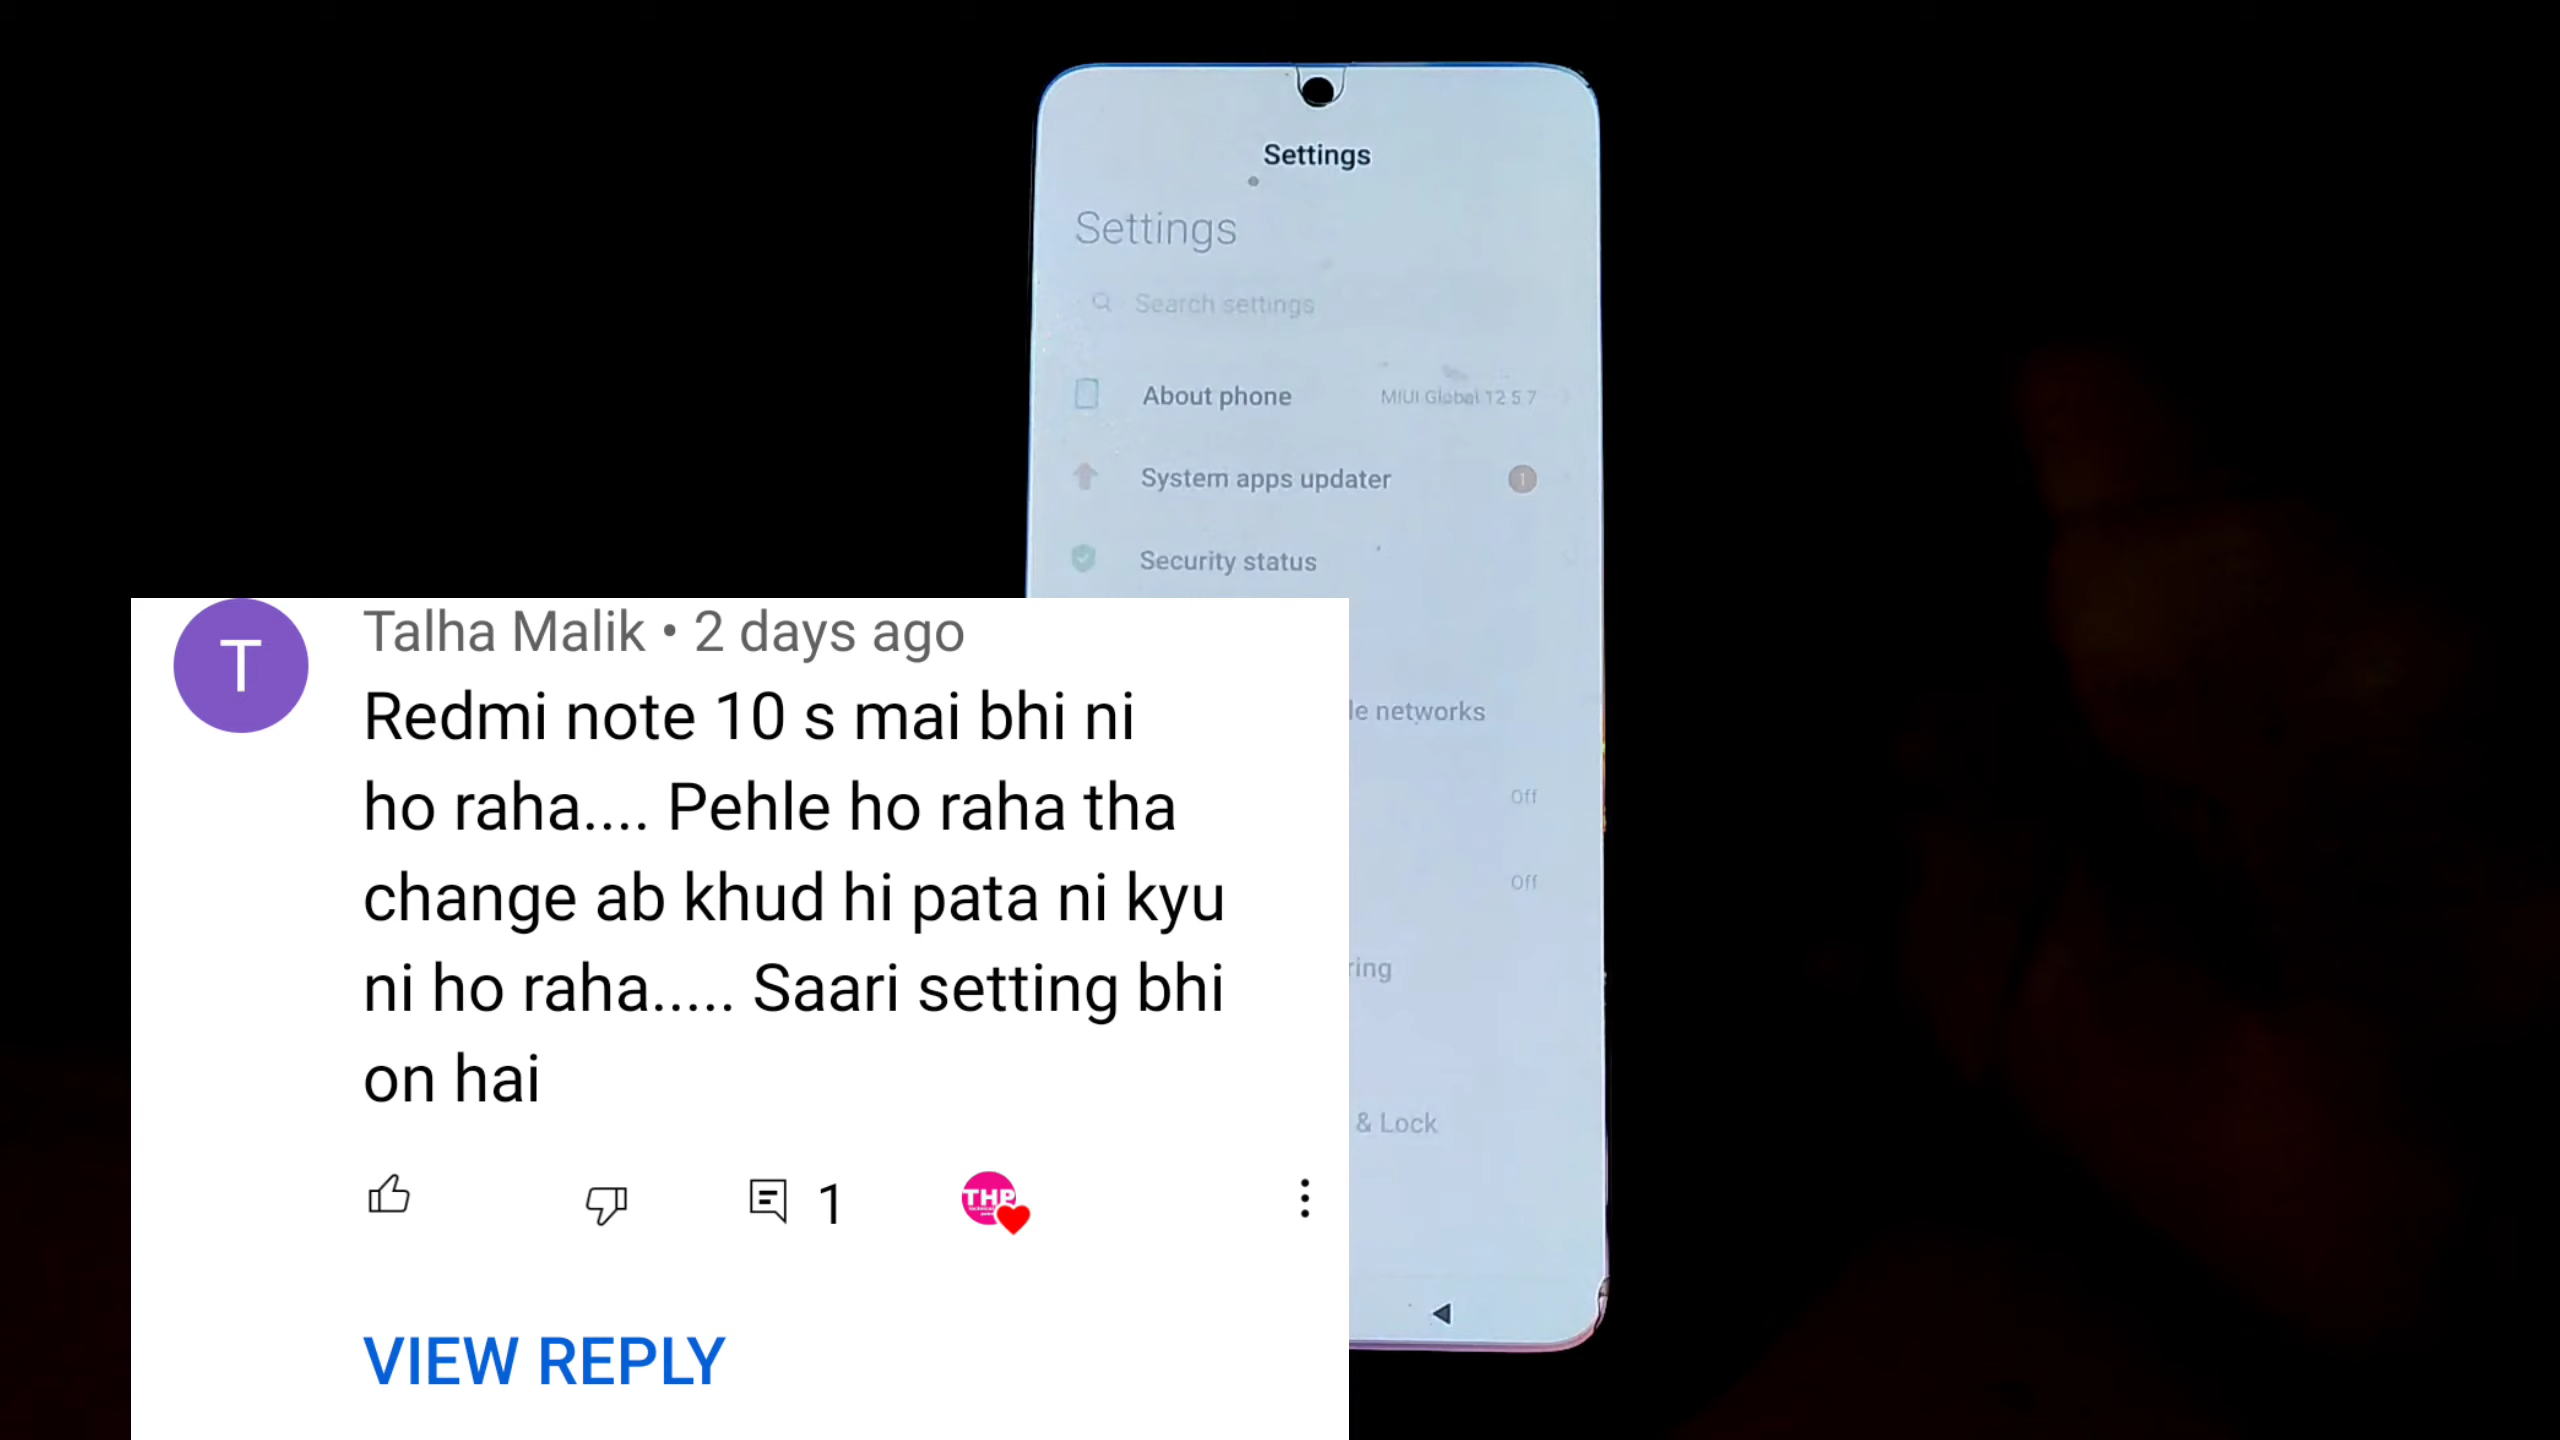 Settings
Settings
Search settings
About phone MIUI Global 12.5.7
System apps updater 1
Security status
le networks
Off
Off
ring
& Lock
T
Talha Malik • 2 days ago
Redmi note 10 s mai bhi ni
ho raha.... Pehle ho raha tha
change ab khud hi pata ni kyu
ni ho raha..... Saari setting bhi
on hai
1
THP
VIEW REPLY